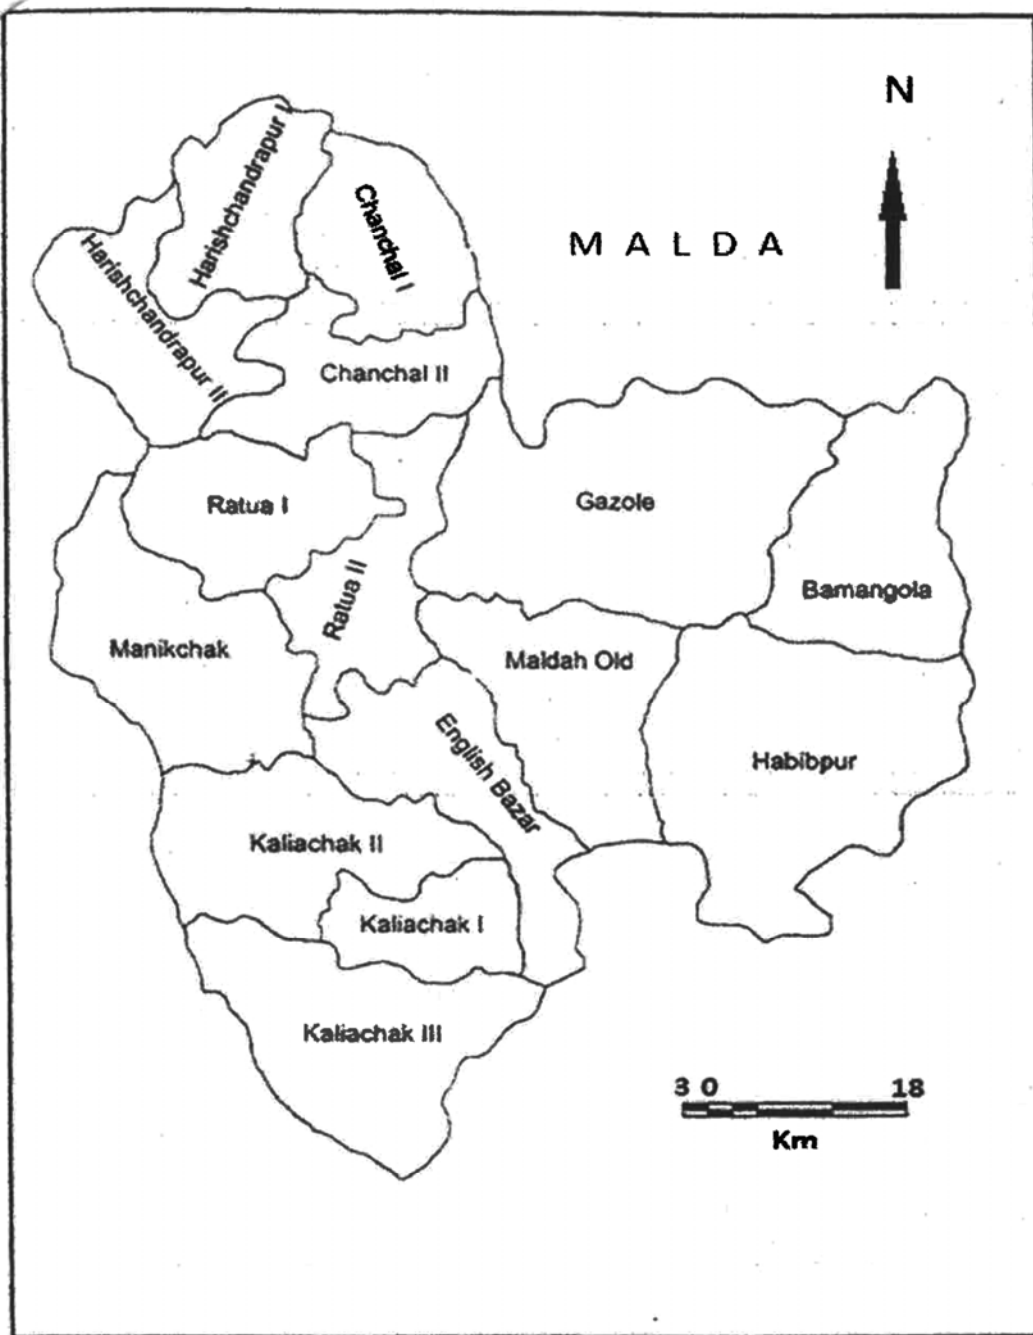 N
MALDA
Harishchandrapur I
Chanchal I
Harishchandrapur II
Chanchal II
Ratua I
Gazole
Ratua II
Bamangola
Manikchak
Maldah Old
English Bazar
Habibpur
Kaliachak II
Kaliachak I
Kaliachak III
3 0 18
Km